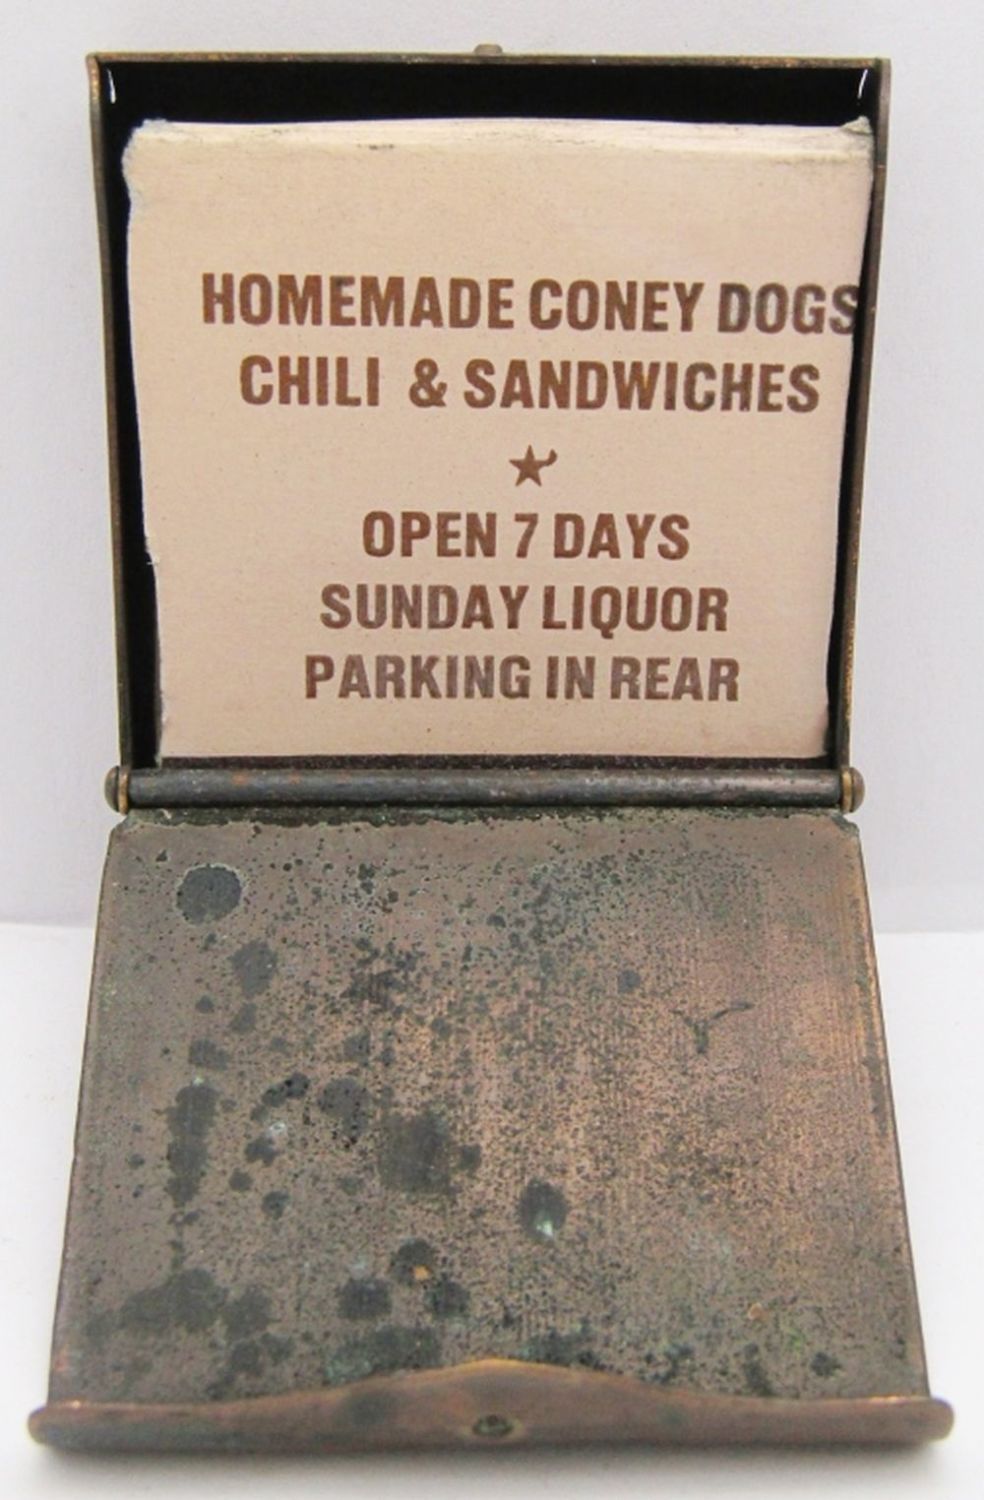 HOMEMADE CONEY DOGS
CHILI & SANDWICHES
OPEN 7 DAYS
SUNDAY LIQUOR
PARKING IN REAR